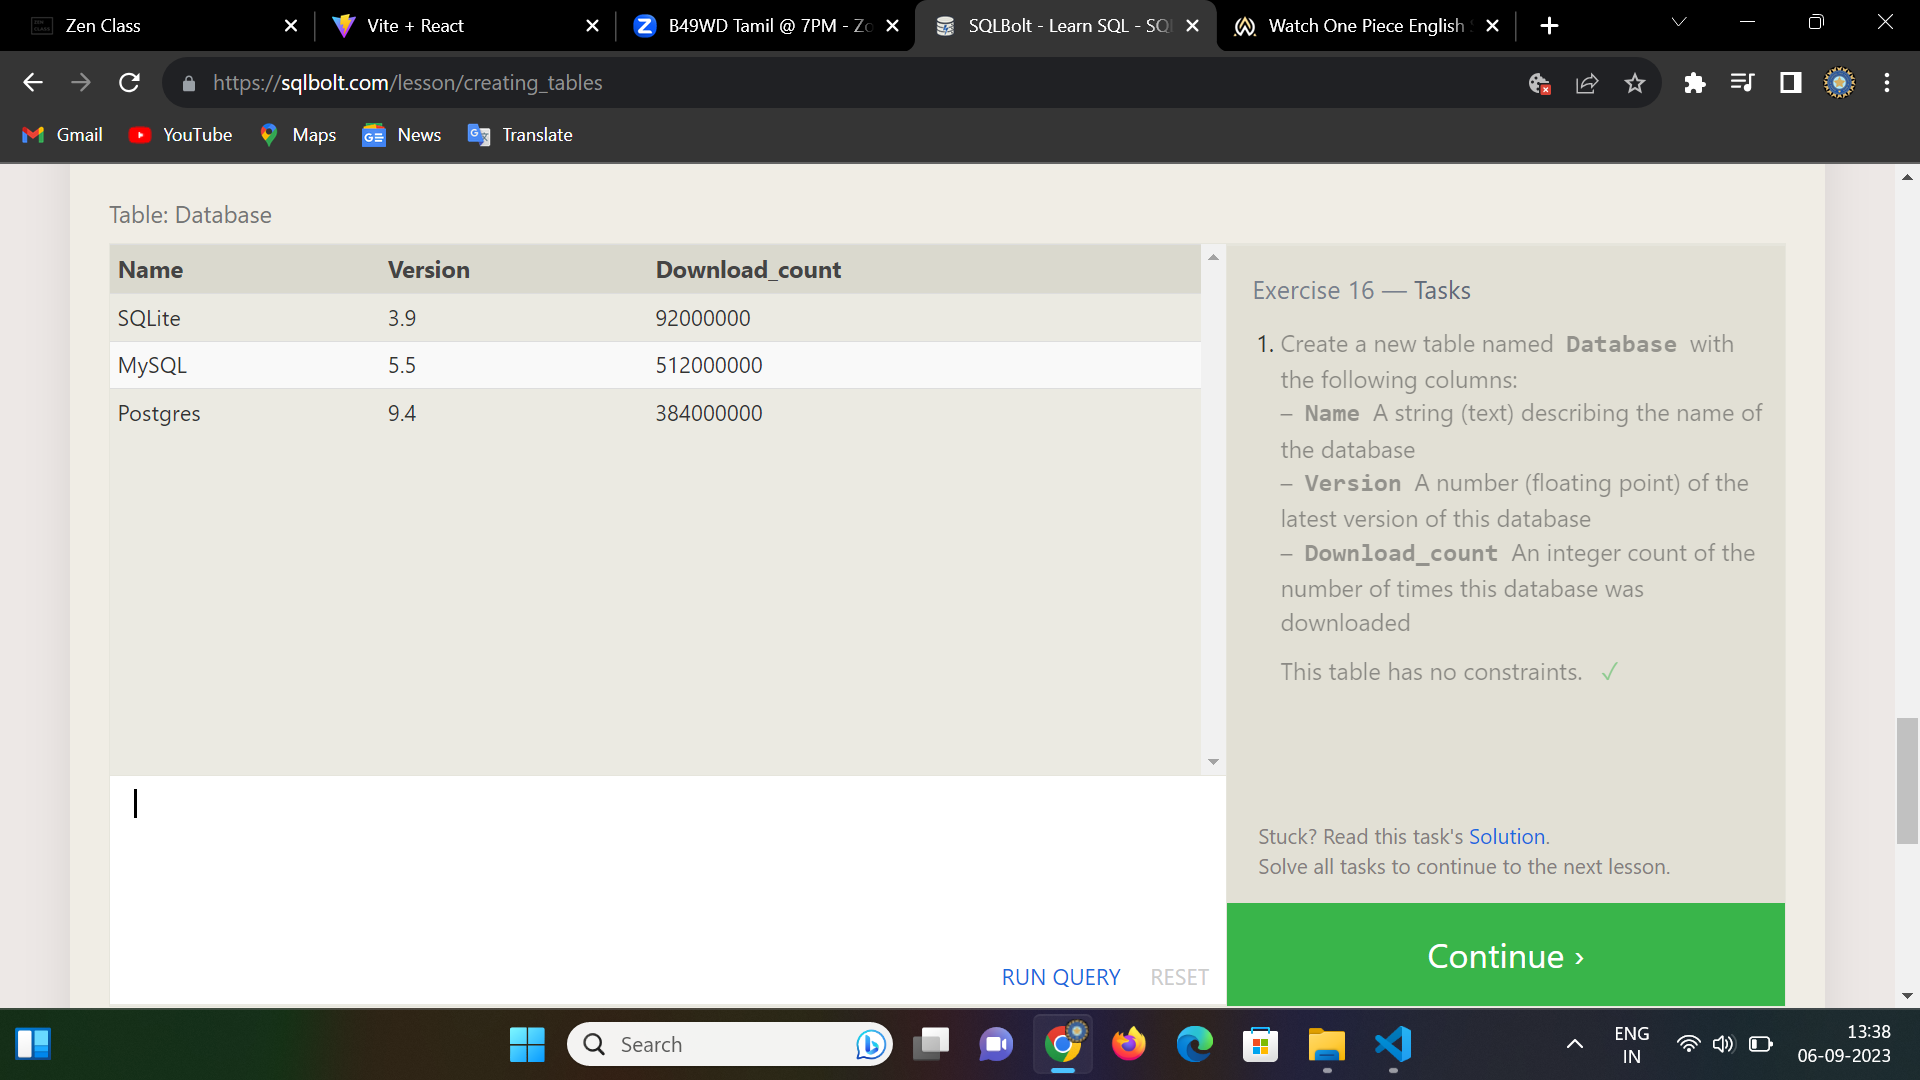 Zen Class
Vite + React
B49WD Tamil @ 7PM - Zo
SQLBolt - Learn SQL - SQ
Watch One Piece English
https://sqlbolt.com/lesson/creating_tables
Gmail
YouTube
Maps
News
Translate
Table: Database
Name Version Download_count
SQLite 3.9 92000000
MySQL 5.5 512000000
Postgres 9.4 384000000
Exercise 16 — Tasks
1. Create a new table named Database with
the following columns:
– Name A string (text) describing the name of
the database
– Version A number (floating point) of the
latest version of this database
– Download_count An integer count of the
number of times this database was
downloaded
This table has no constraints. ✓
Stuck? Read this task's Solution.
Solve all tasks to continue to the next lesson.
RUN QUERY RESET
Continue ›
Search
ENG
IN
13:38
06-09-2023